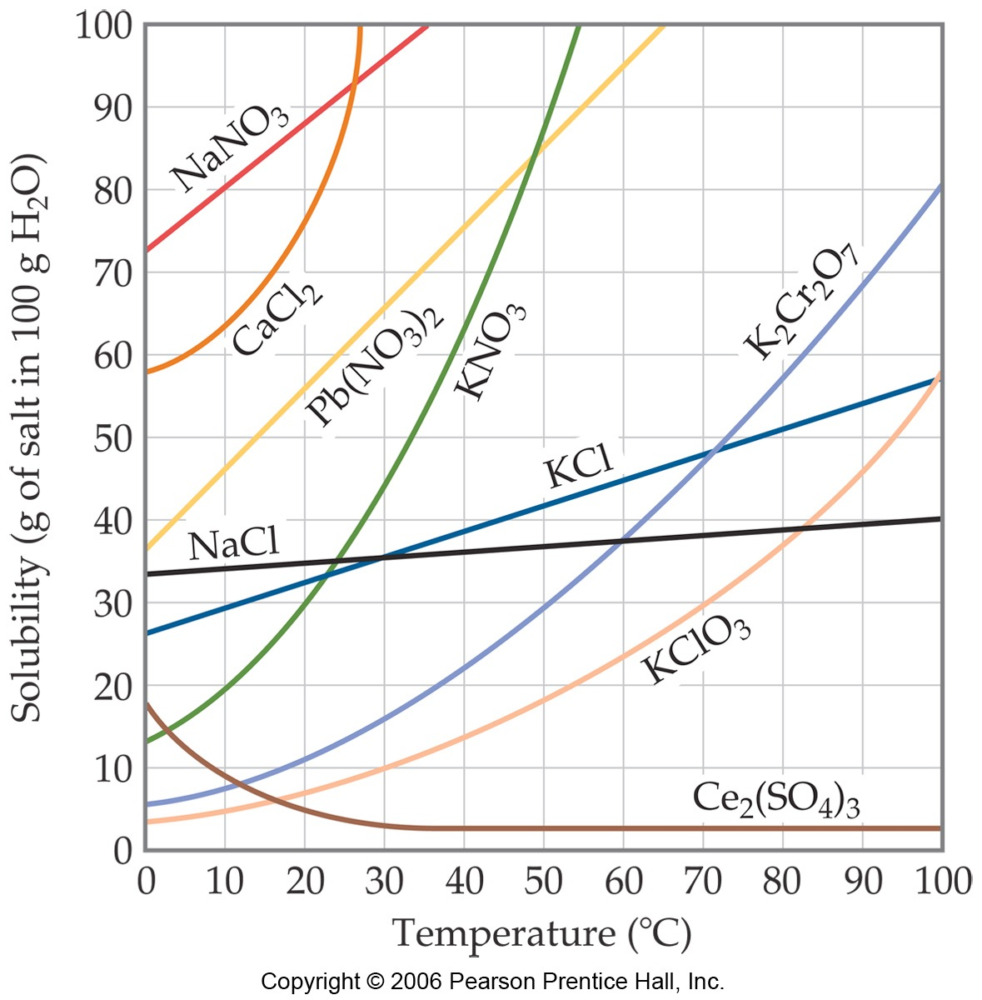 Solubility (g of salt in 100 g H₂O)
100
90
80
70
60
50
40
30
20
10
0
NaNO₃
CaCl₂
Pb(NO₃)₂
KNO₃
K₂Cr₂O₇
KCl
NaCl
KClO₃
Ce₂(SO₄)₃
0 10 20 30 40 50 60 70 80 90 100
Temperature (°C)
Copyright © 2006 Pearson Prentice Hall, Inc.